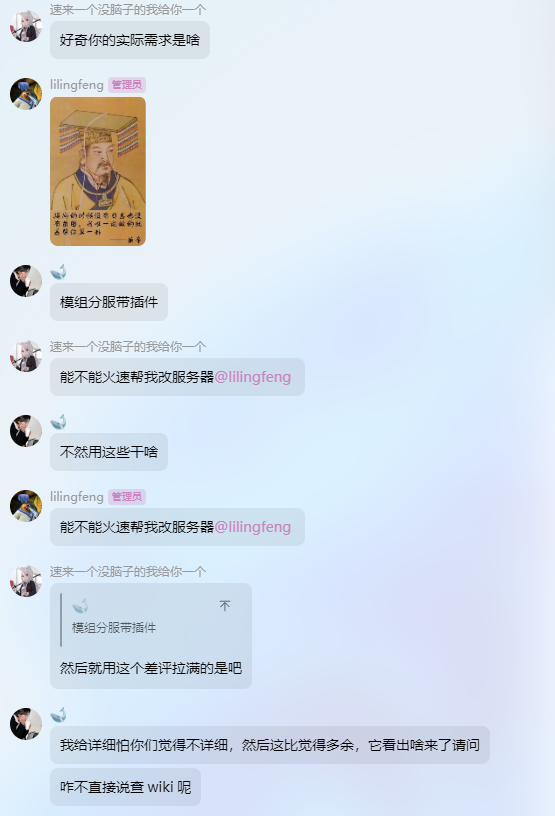 速来一个没脑子的我给你一个
好奇你的实际需求是啥
lilingfeng 管理员
模组分服带插件
速来一个没脑子的我给你一个
能不能火速帮我改服务器@lilingfeng
不然用这些干啥
lilingfeng 管理员
能不能火速帮我改服务器@lilingfeng
速来一个没脑子的我给你一个
模组分服带插件
然后就用这个差评拉满的是吧
我给详细怕你们觉得不详细，然后这比觉得多余，它看出啥来了请问
咋不直接说查 wiki 呢